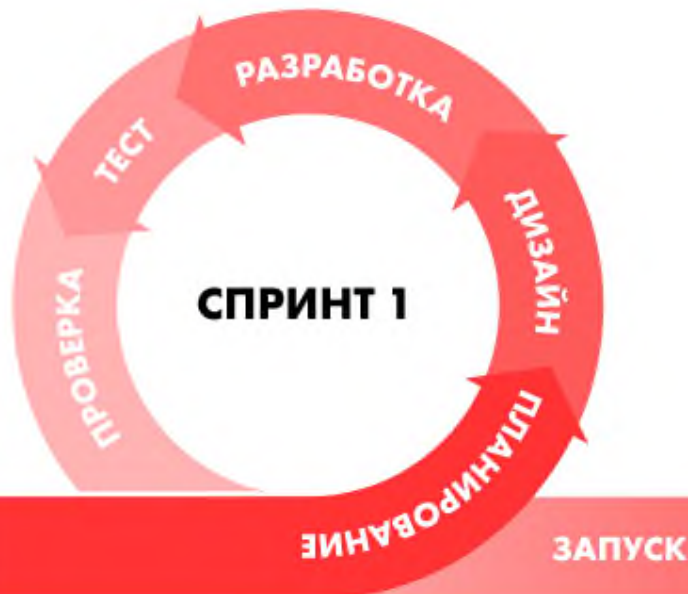 РАЗРАБОТКА
ТЕСТ
ДИЗАЙН
СПРИНТ 1
ПРОВЕРКА
ПЛАНИРОВАНИЕ
ЗАПУСК